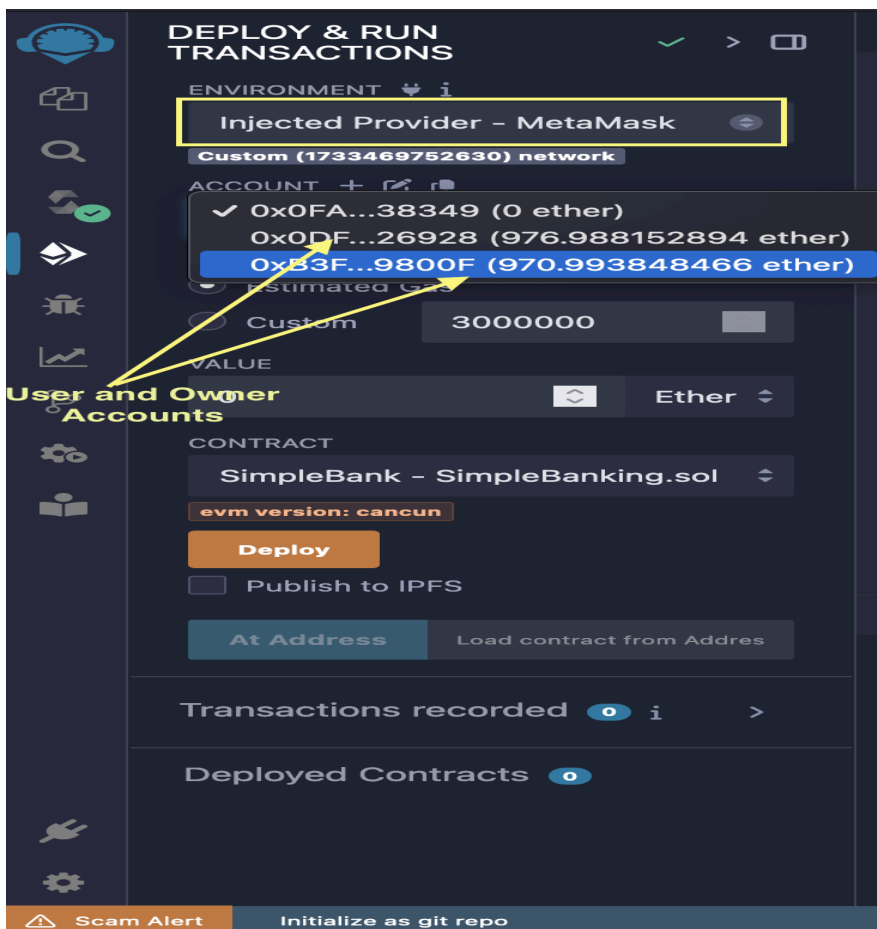 DEPLOY & RUN
TRANSACTIONS
ENVIRONMENT i
Injected Provider - MetaMask
Custom (1733469752630) network
ACCOUNT +
0x0FA...38349 (0 ether)
0x0DF...26928 (976.988152894 ether)
0xB3F...9800F (970.993848466 ether)
Estimated Gas
Custom 3000000
VALUE
0 Ether
User and Owner
Accounts
CONTRACT
SimpleBank - SimpleBanking.sol
evm version: cancun
Deploy
Publish to IPFS
At Address Load contract from Addres
Transactions recorded 0 i >
Deployed Contracts 0
Scam Alert Initialize as git repo